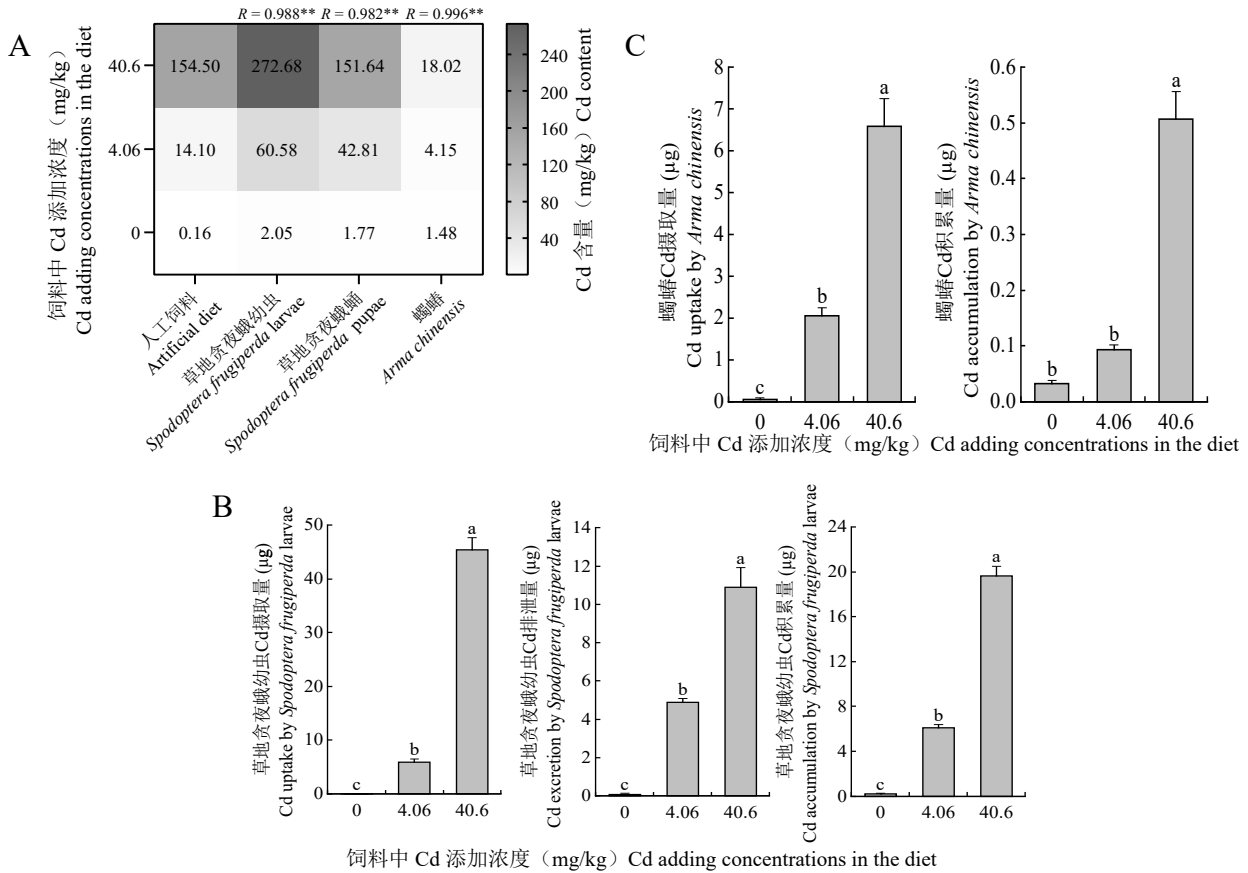 A
R = 0.988** R = 0.982** R = 0.996**
饲料中 Cd 添加浓度（mg/kg）
Cd adding concentrations in the diet
40.6
154.50 272.68 151.64 18.02
4.06
14.10 60.58 42.81 4.15
0
0.16 2.05 1.77 1.48
人工饲料
Artificial diet
草地贪夜蛾幼虫
Spodoptera frugiperda larvae
草地贪夜蛾蛹
Spodoptera frugiperda pupae
蠋蝽
Arma chinensis
240
200
160
120
80
40
Cd 含量（mg/kg）Cd content
C
蠋蝽Cd摄取量 (μg)
Cd uptake by Arma chinensis
8
7
6
5
4
3
2
1
0
c
b
a
0 4.06 40.6
蠋蝽Cd积累量 (μg)
Cd accumulation by Arma chinensis
0.6
0.5
0.4
0.3
0.2
0.1
0.0
b
b
a
0 4.06 40.6
饲料中 Cd 添加浓度（mg/kg）Cd adding concentrations in the diet
B
草地贪夜蛾幼虫Cd摄取量 (μg)
Cd uptake by Spodoptera frugiperda larvae
50
40
30
20
10
0
c
b
a
0 4.06 40.6
草地贪夜蛾幼虫Cd排泄量 (μg)
Cd excretion by Spodoptera frugiperda larvae
14
12
10
8
6
4
2
0
c
b
a
0 4.06 40.6
草地贪夜蛾幼虫Cd积累量 (μg)
Cd accumulation by Spodoptera frugiperda larvae
24
20
16
12
8
4
0
c
b
a
0 4.06 40.6
饲料中 Cd 添加浓度（mg/kg）Cd adding concentrations in the diet